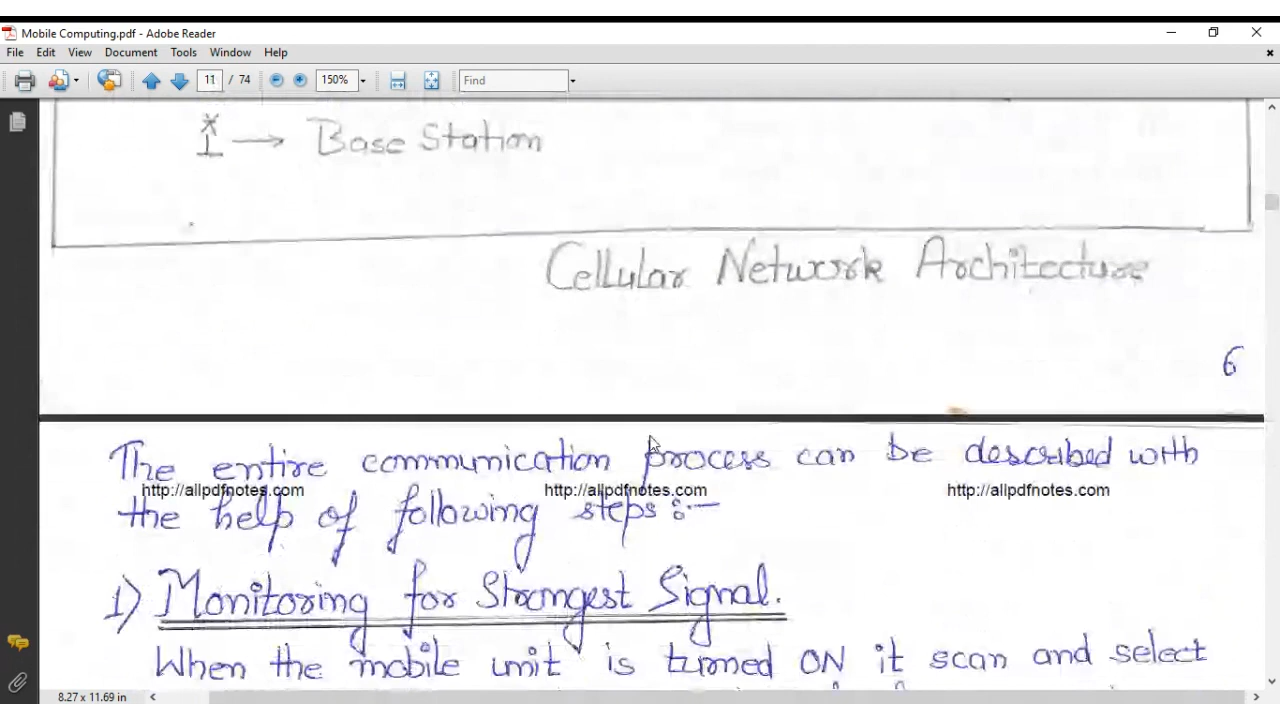 Mobile Computing.pdf - Adobe Reader
File Edit View Document Tools Window Help
11 / 74 150% Find
→ Base Station
Cellular Network Architecture
6
The entire communication process can be described with
http://allpdfnotes.com http://allpdfnotes.com http://allpdfnotes.com
the help of following steps :-
1) Monitoring for Strongest Signal.
When the mobile unit is turned ON it scan and select
8.27 x 11.69 in